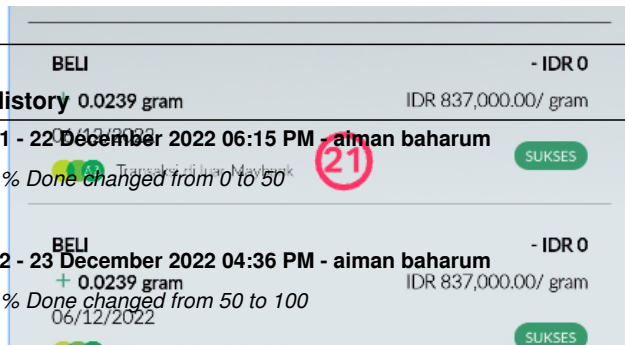 BELI - IDR 0
History
+ 0.0239 gram IDR 837,000.00/ gram
1 - 22 December 2022 06:15 PM - aiman baharum
06/12/2022
21
SUKSES
Transaksi di luar Maybank
% Done changed from 0 to 50
BELI - IDR 0
2 - 23 December 2022 04:36 PM - aiman baharum
+ 0.0239 gram IDR 837,000.00/ gram
% Done changed from 50 to 100
06/12/2022
SUKSES